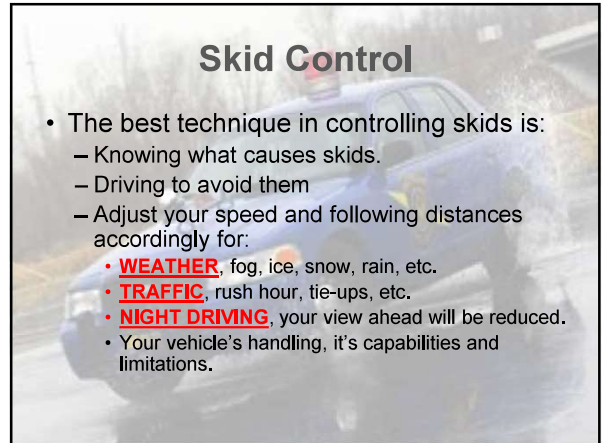 Skid Control
• The best technique in controlling skids is:
– Knowing what causes skids.
– Driving to avoid them
– Adjust your speed and following distances
accordingly for:
• WEATHER, fog, ice, snow, rain, etc.
• TRAFFIC, rush hour, tie-ups, etc.
• NIGHT DRIVING, your view ahead will be reduced.
• Your vehicle's handling, it's capabilities and
limitations.